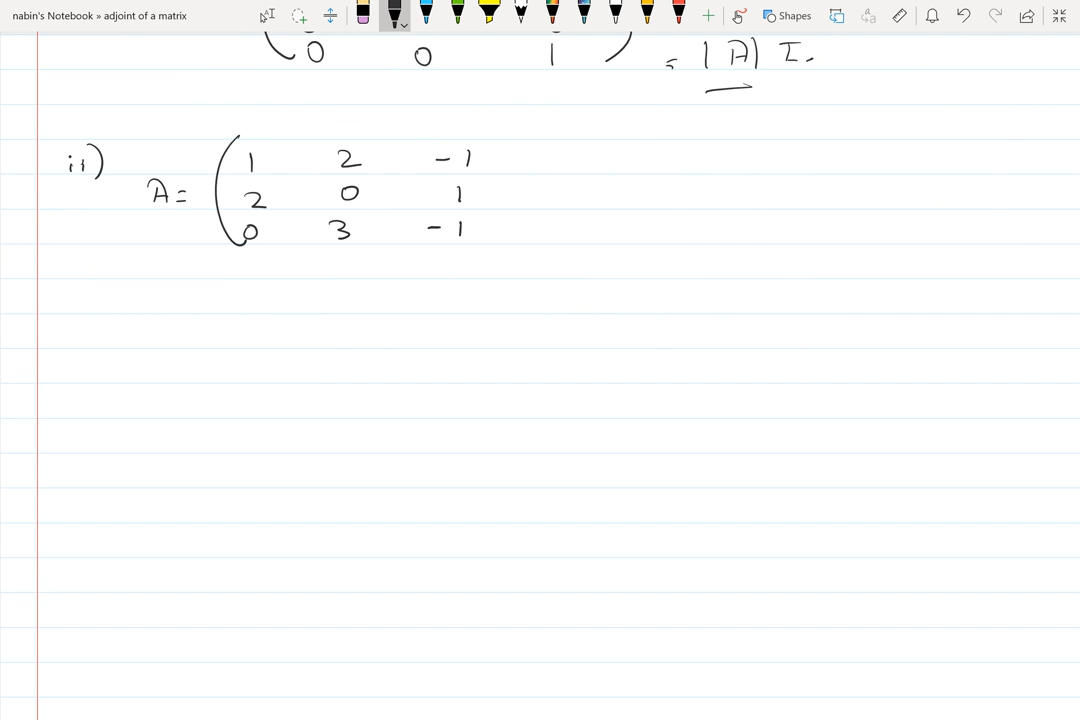 nabin's Notebook » adjoint of a matrix Shapes
0 0 1 = |A| I.
ii)
1 2 -1
A = 2 0 1
0 3 -1